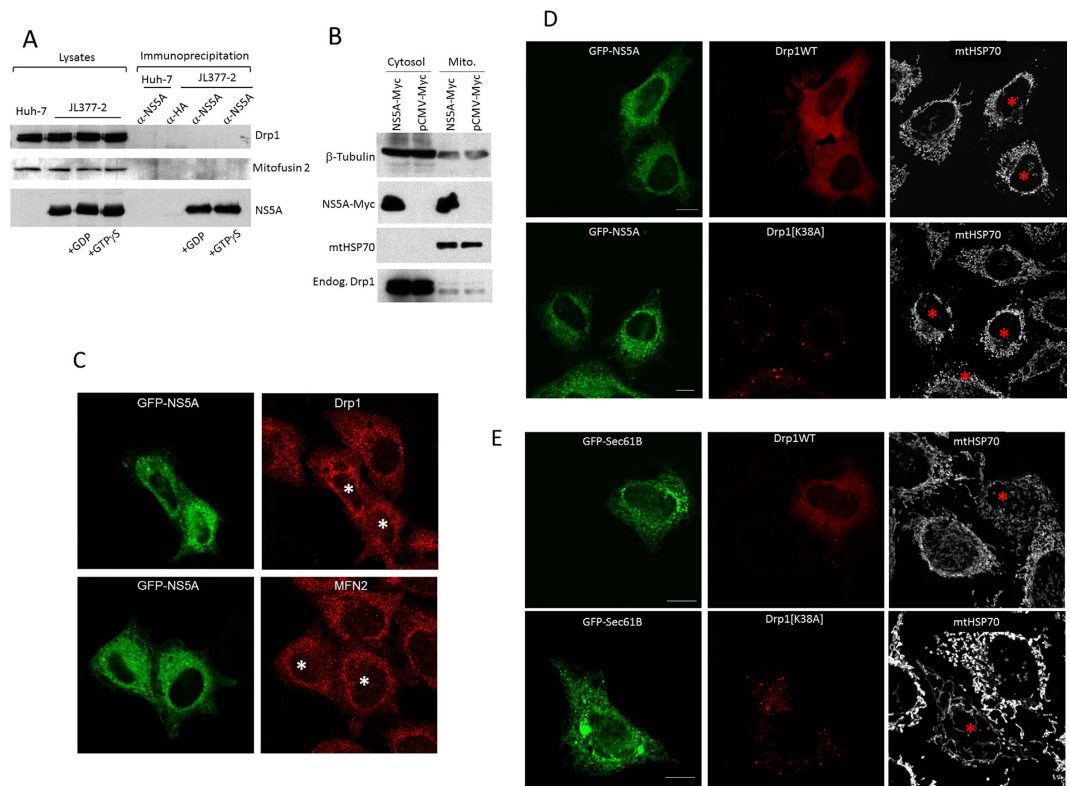 A
Lysates
Immunoprecipitation
Huh-7
JL377-2
Huh-7
JL377-2
α-NS5A
α-HA
α-NS5A
α-NS5A
Drp1
Mitofusin 2
NS5A
+GDP
+GTPγS
+GDP
+GTPγS
B
Cytosol
Mito.
NS5A-Myc
pCMV-Myc
NS5A-Myc
pCMV-Myc
β-Tubulin
NS5A-Myc
mtHSP70
Endog. Drp1
C
GFP-NS5A
Drp1
*
*
GFP-NS5A
MFN2
*
*
D
GFP-NS5A
Drp1WT
mtHSP70
*
*
GFP-NS5A
Drp1[K38A]
mtHSP70
*
*
*
E
GFP-Sec61B
Drp1WT
mtHSP70
*
GFP-Sec61B
Drp1[K38A]
mtHSP70
*